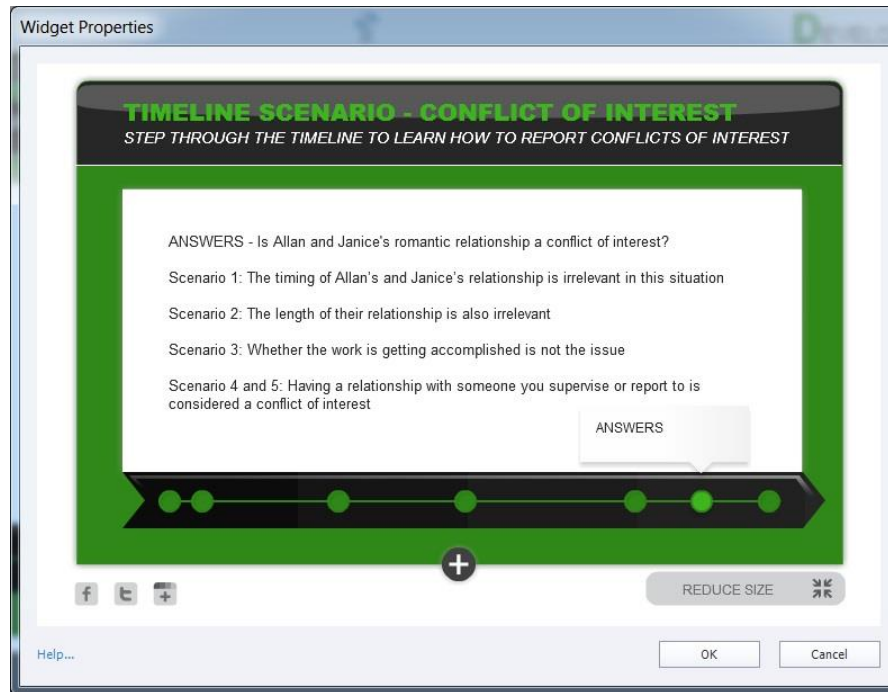 Widget Properties
TIMELINE SCENARIO - CONFLICT OF INTEREST
STEP THROUGH THE TIMELINE TO LEARN HOW TO REPORT CONFLICTS OF INTEREST
ANSWERS - Is Allan and Janice's romantic relationship a conflict of interest?
Scenario 1: The timing of Allan's and Janice's relationship is irrelevant in this situation
Scenario 2: The length of their relationship is also irrelevant
Scenario 3: Whether the work is getting accomplished is not the issue
Scenario 4 and 5: Having a relationship with someone you supervise or report to is
considered a conflict of interest
ANSWERS
REDUCE SIZE
Help...
OK
Cancel